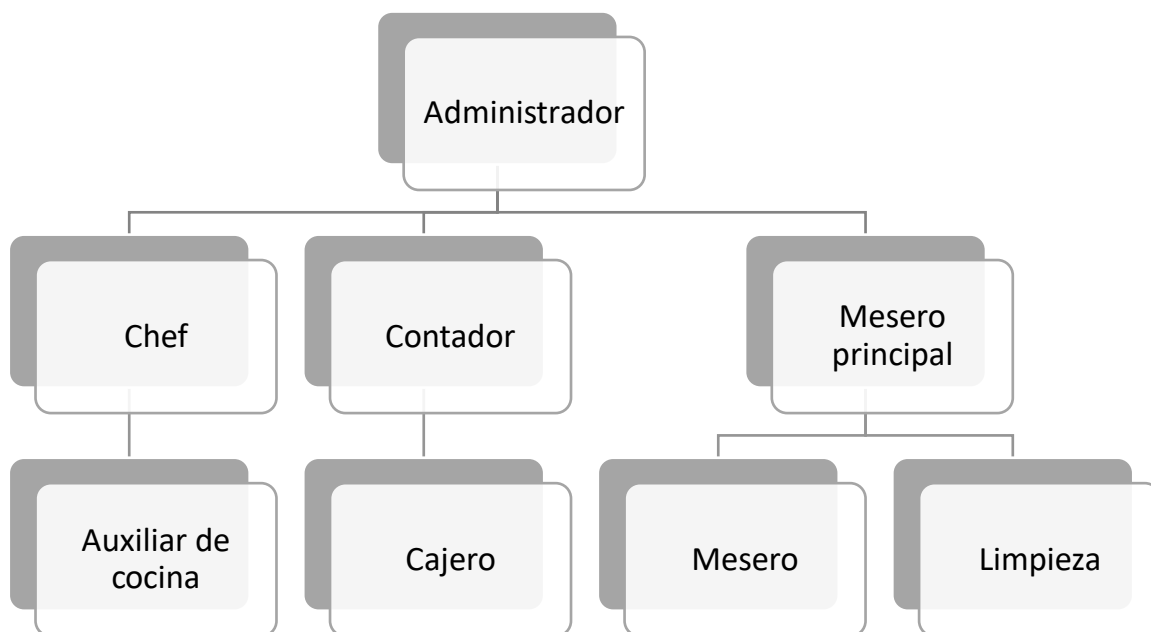 Administrador
Chef
Contador
Mesero
principal
Auxiliar de
cocina
Cajero
Mesero
Limpieza